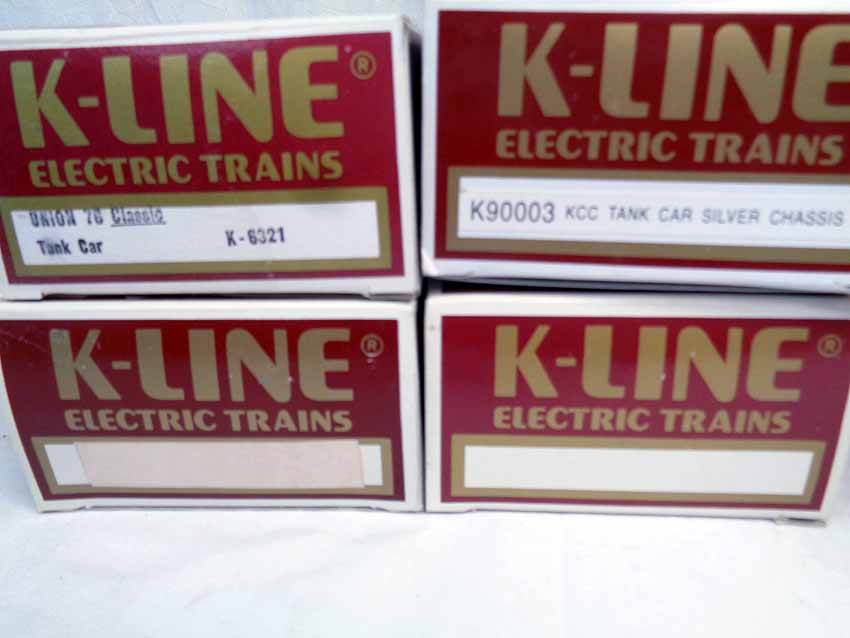 K-LINE®
ELECTRIC TRAINS
UNION 76 Classic
Tank Car K-6321
K-LINE
ELECTRIC TRAINS
K90003 KCC TANK CAR SILVER CHASSIS
K-LINE®
ELECTRIC TRAINS
K-LINE®
ELECTRIC TRAINS